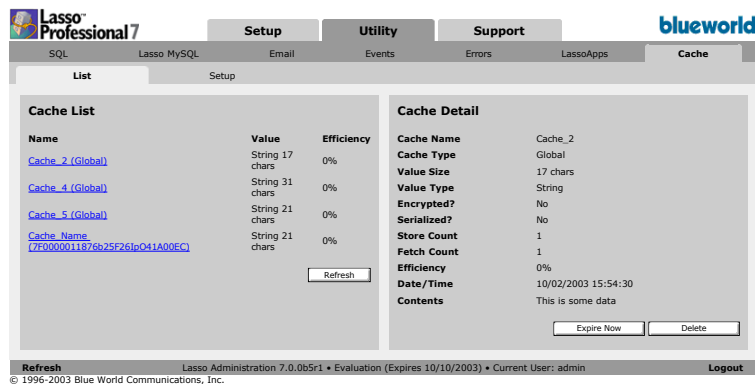 Lasso™
Professional 7
Setup Utility Support
blueworld
SQL Lasso MySQL Email Events Errors LassoApps Cache
List Setup
Cache List
Name Value Efficiency
Cache_2 (Global) String 17 chars 0%
Cache_4 (Global) String 31 chars 0%
Cache_5 (Global) String 21 chars 0%
Cache_Name (7F0000011876b25F26IpO41A00EC) String 21 chars 0%
Refresh
Cache Detail
Cache Name Cache_2
Cache Type Global
Value Size 17 chars
Value Type String
Encrypted? No
Serialized? No
Store Count 1
Fetch Count 1
Efficiency 0%
Date/Time 10/02/2003 15:54:30
Contents This is some data
Expire Now Delete
Refresh Lasso Administration 7.0.0b5r1 • Evaluation (Expires 10/10/2003) • Current User: admin Logout
© 1996-2003 Blue World Communications, Inc.